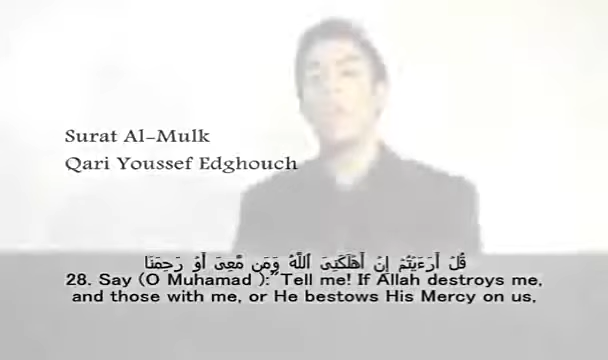 Surat Al-Mulk
Qari Youssef Edghouch
قُلْ أَرَءَيْتُمْ إِنْ أَهْلَكَنِىَ ٱللَّهُ وَمَن مَّعِىَ أَوْ رَحِمَنَا
28. Say (O Muhamad ):"Tell me! If Allah destroys me,
and those with me, or He bestows His Mercy on us,